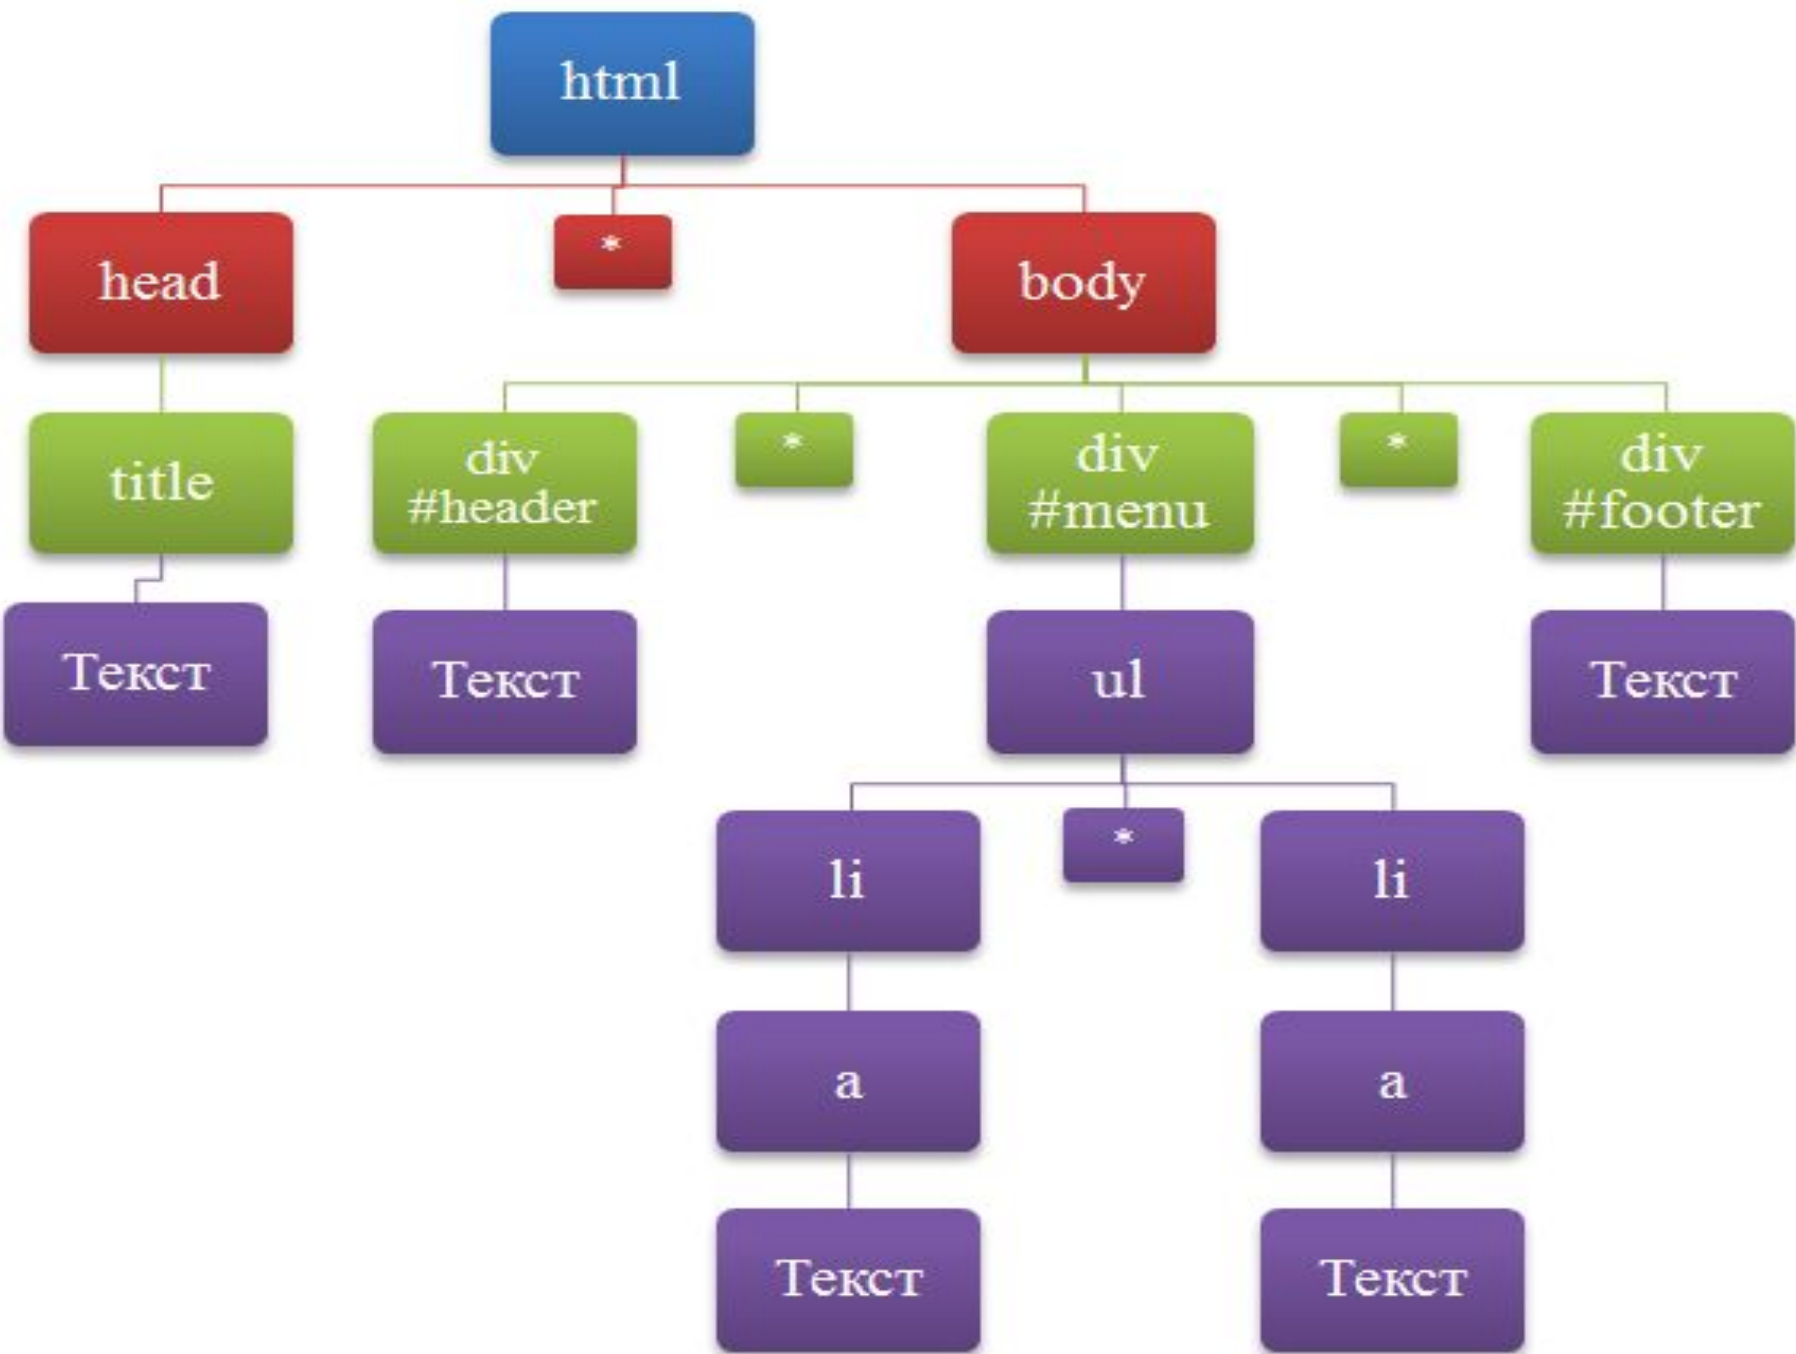 html
head
*
body
title
div
#header
*
div
#menu
*
div
#footer
Текст
Текст
ul
Текст
li
*
li
a
a
Текст
Текст